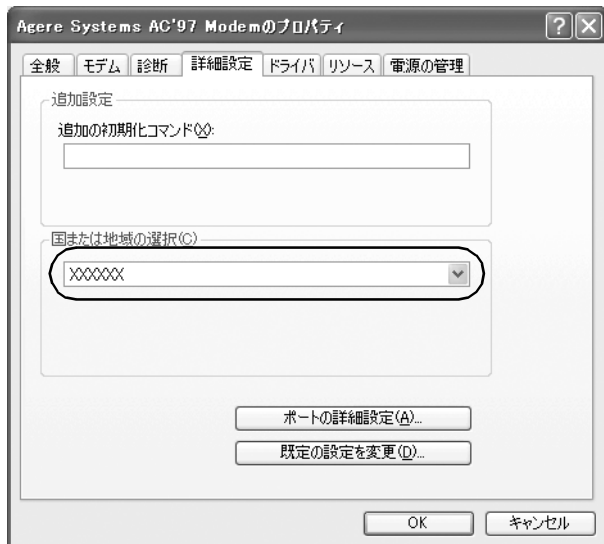 Agere Systems AC'97 Modemのプロパティ
全般 モデム 診断 詳細設定 ドライバ リソース 電源の管理
追加設定
追加の初期化コマンド(X):
国または地域の選択(C)
XXXXXX
ポートの詳細設定(A)...
既定の設定を変更(D)...
OK キャンセル